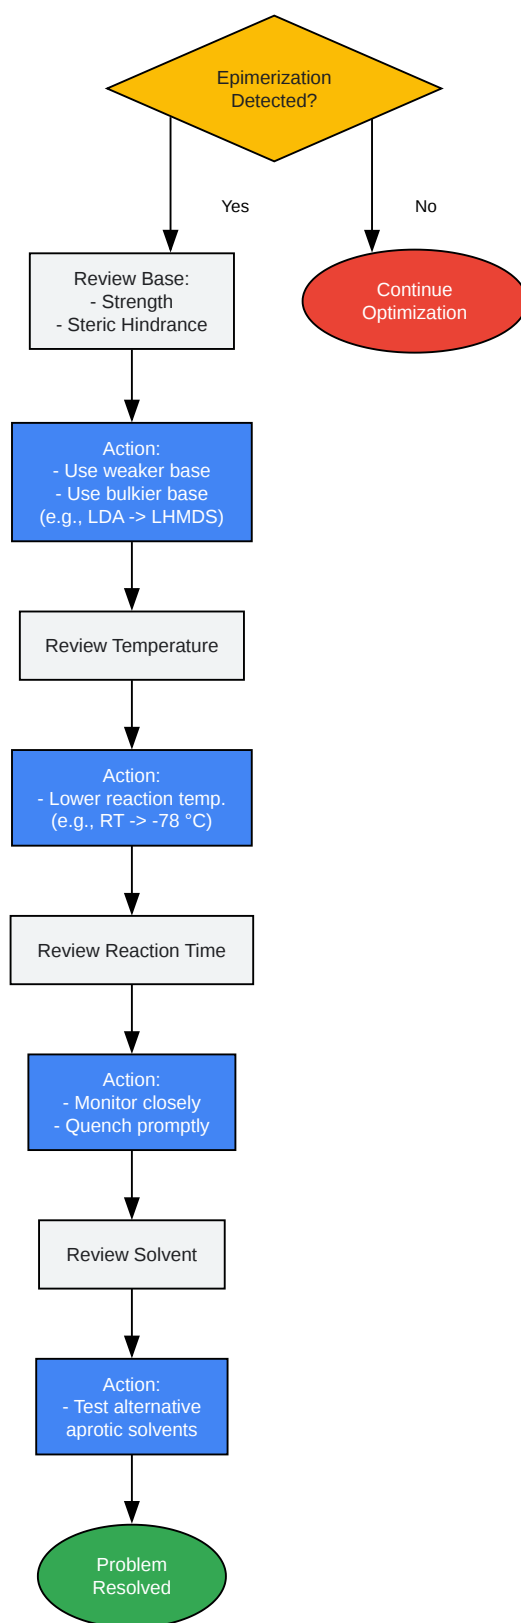 Epimerization
Detected?
Yes
No
Review Base:
- Strength
- Steric Hindrance
Continue
Optimization
Action:
- Use weaker base
- Use bulkier base
(e.g., LDA -> LHMDS)
Review Temperature
Action:
- Lower reaction temp.
(e.g., RT -> -78 °C)
Review Reaction Time
Action:
- Monitor closely
- Quench promptly
Review Solvent
Action:
- Test alternative
aprotic solvents
Problem
Resolved